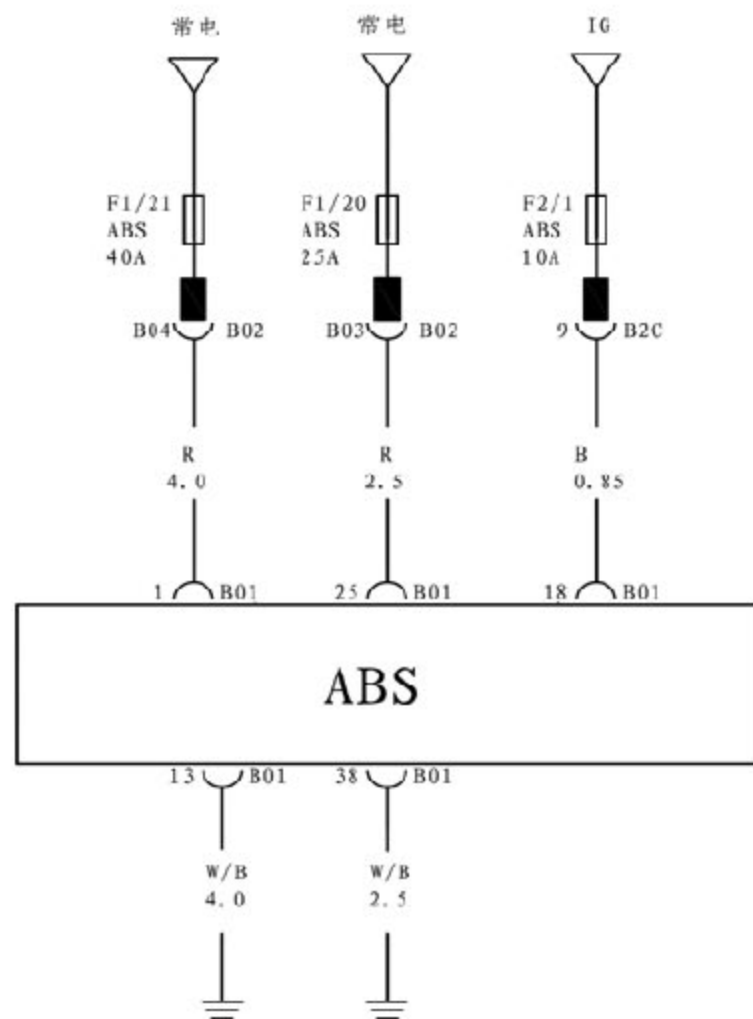 常电 常电 IG
F1/21 F1/20 F2/1
ABS ABS ABS
40A 25A 10A
B04 B02 B03 B02 9 B2C
R R B
4.0 2.5 0.85
1 B01 25 B01 18 B01
ABS
13 B01 38 B01
W/B W/B
4.0 2.5